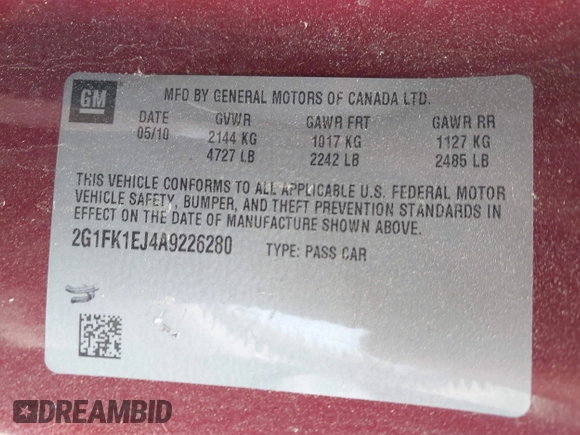 GM
MFD BY GENERAL MOTORS OF CANADA LTD.
DATE GVWR GAWR FRT GAWR RR
05/10 2144 KG 1017 KG 1127 KG
4727 LB 2242 LB 2485 LB
THIS VEHICLE CONFORMS TO ALL APPLICABLE U.S. FEDERAL MOTOR
VEHICLE SAFETY, BUMPER, AND THEFT PREVENTION STANDARDS IN
EFFECT ON THE DATE OF MANUFACTURE SHOWN ABOVE.
2G1FK1EJ4A9226280 TYPE: PASS CAR
DREAMBID